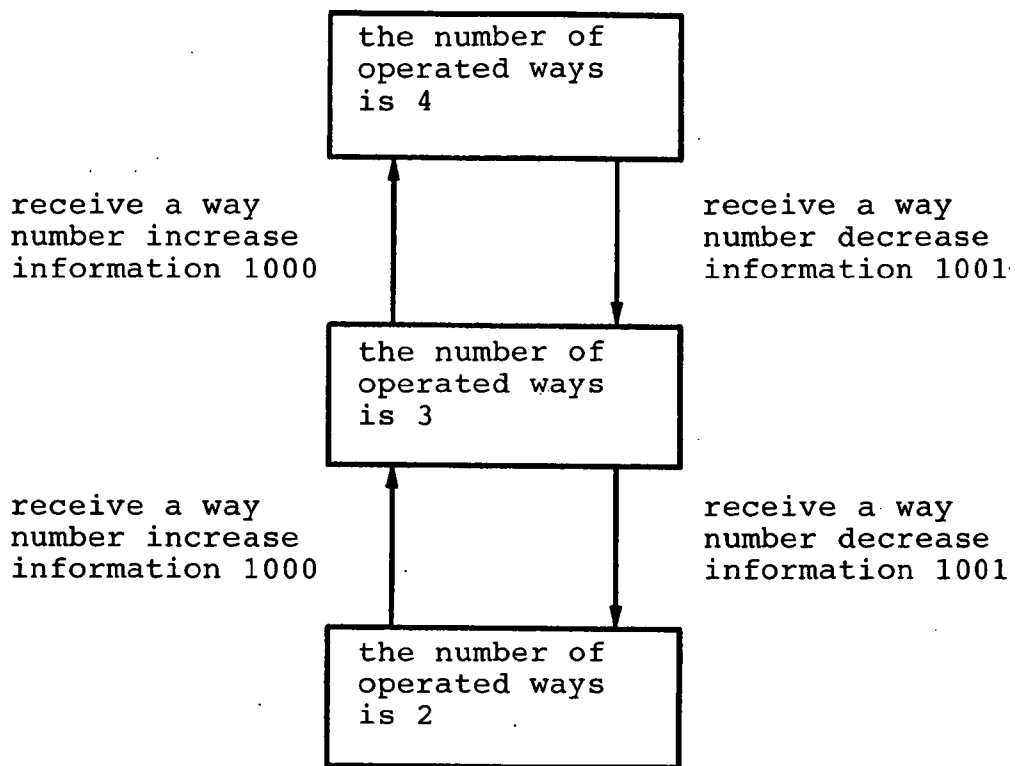 the number of
operated ways
is 4
receive a way
number increase
information 1000
receive a way
number decrease
information 1001
the number of
operated ways
is 3
receive a way
number increase
information 1000
receive a way
number decrease
information 1001
the number of
operated ways
is 2